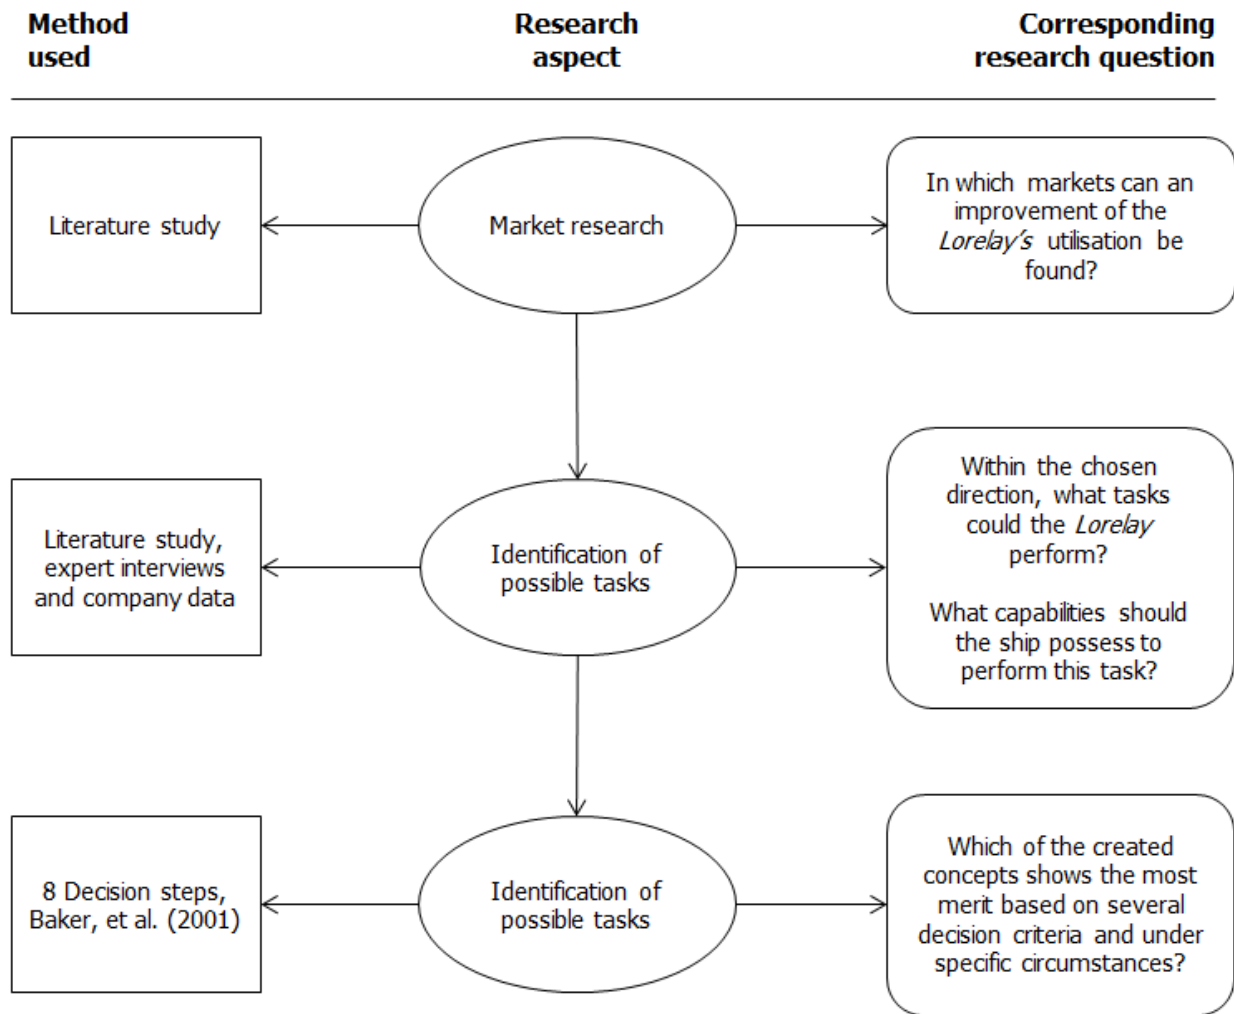 Method
used
Research
aspect
Corresponding
research question
Literature study
Market research
In which markets can an
improvement of the
Lorelay's utilisation be
found?
Literature study,
expert interviews
and company data
Identification of
possible tasks
Within the chosen
direction, what tasks
could the Lorelay
perform?
What capabilities should
the ship possess to
perform this task?
8 Decision steps,
Baker, et al. (2001)
Identification of
possible tasks
Which of the created
concepts shows the most
merit based on several
decision criteria and under
specific circumstances?